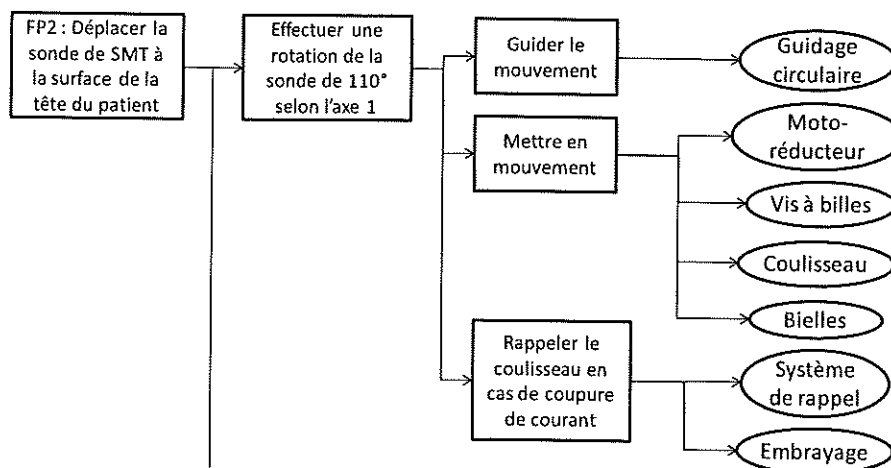 FP2 : Déplacer la
sonde de SMT à
la surface de la
tête du patient
Effectuer une
rotation de la
sonde de 110°
selon l'axe 1
Guider le
mouvement
Guidage
circulaire
Mettre en
mouvement
Moto-
réducteur
Vis à billes
Coulisseau
Bielles
Rappeler le
coulisseau en
cas de coupure
de courant
Système
de rappel
Embrayage